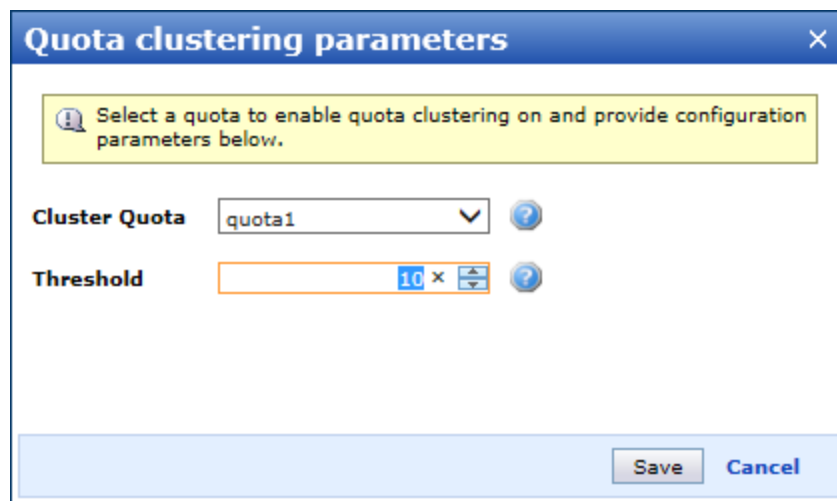 Quota clustering parameters
Select a quota to enable quota clustering on and provide configuration
parameters below.
Cluster Quota quota1
Threshold 10
Save Cancel